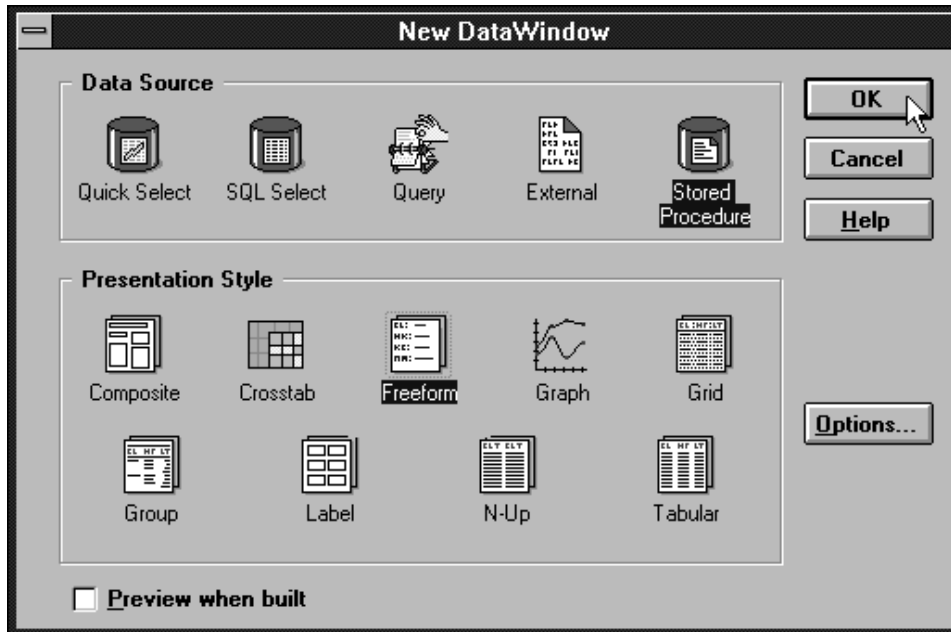 New DataWindow
Data Source
OK
Quick Select
SQL Select
Query
External
Stored
Procedure
Cancel
Help
Presentation Style
Composite
Crosstab
Freeform
Graph
Grid
Options...
Group
Label
N-Up
Tabular
Preview when built